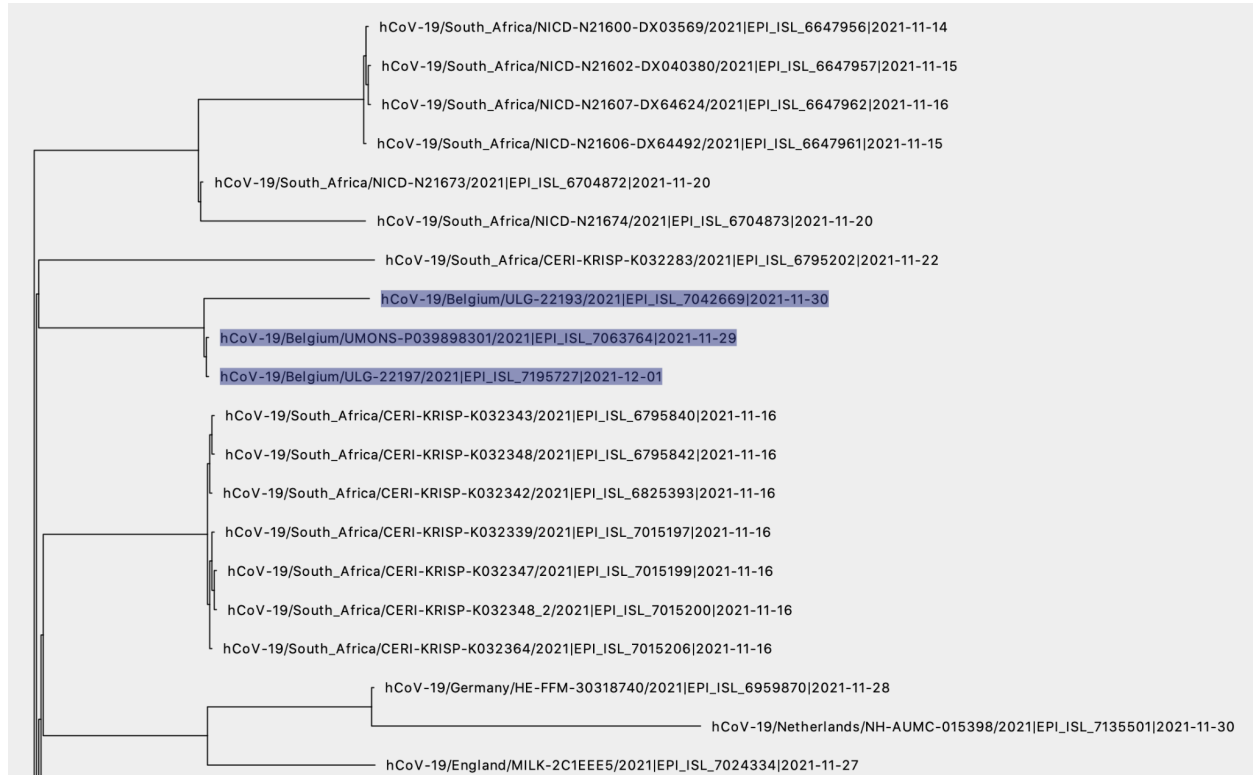 hCoV-19/South_Africa/NICD-N21600-DX03569/2021|EPI_ISL_6647956|2021-11-14
hCoV-19/South_Africa/NICD-N21602-DX040380/2021|EPI_ISL_6647957|2021-11-15
hCoV-19/South_Africa/NICD-N21607-DX64624/2021|EPI_ISL_6647962|2021-11-16
hCoV-19/South_Africa/NICD-N21606-DX64492/2021|EPI_ISL_6647961|2021-11-15
hCoV-19/South_Africa/NICD-N21673/2021|EPI_ISL_6704872|2021-11-20
hCoV-19/South_Africa/NICD-N21674/2021|EPI_ISL_6704873|2021-11-20
hCoV-19/South_Africa/CERI-KRISP-K032283/2021|EPI_ISL_6795202|2021-11-22
hCoV-19/Belgium/ULG-22193/2021|EPI_ISL_7042669|2021-11-30
hCoV-19/Belgium/UMONS-P039898301/2021|EPI_ISL_7063764|2021-11-29
hCoV-19/Belgium/ULG-22197/2021|EPI_ISL_7195727|2021-12-01
hCoV-19/South_Africa/CERI-KRISP-K032343/2021|EPI_ISL_6795840|2021-11-16
hCoV-19/South_Africa/CERI-KRISP-K032348/2021|EPI_ISL_6795842|2021-11-16
hCoV-19/South_Africa/CERI-KRISP-K032342/2021|EPI_ISL_6825393|2021-11-16
hCoV-19/South_Africa/CERI-KRISP-K032339/2021|EPI_ISL_7015197|2021-11-16
hCoV-19/South_Africa/CERI-KRISP-K032347/2021|EPI_ISL_7015199|2021-11-16
hCoV-19/South_Africa/CERI-KRISP-K032348_2/2021|EPI_ISL_7015200|2021-11-16
hCoV-19/South_Africa/CERI-KRISP-K032364/2021|EPI_ISL_7015206|2021-11-16
hCoV-19/Germany/HE-FFM-30318740/2021|EPI_ISL_6959870|2021-11-28
hCoV-19/Netherlands/NH-AUMC-015398/2021|EPI_ISL_7135501|2021-11-30
hCoV-19/England/MILK-2C1EEE5/2021|EPI_ISL_7024334|2021-11-27